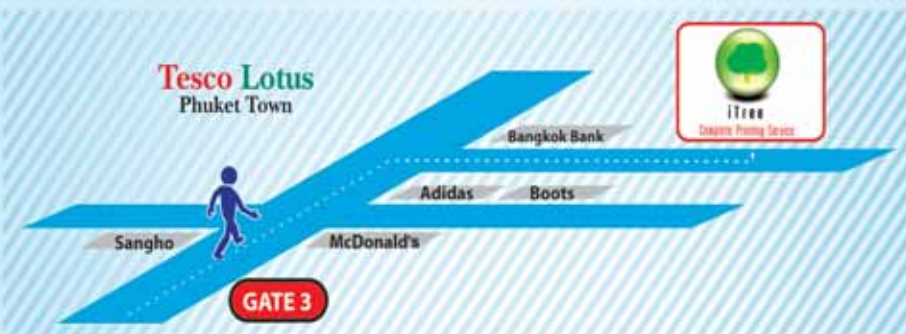 Tesco Lotus
Phuket Town
iTree
Complete Printing Service
Bangkok Bank
Adidas
Boots
Sangho
McDonald's
GATE 3